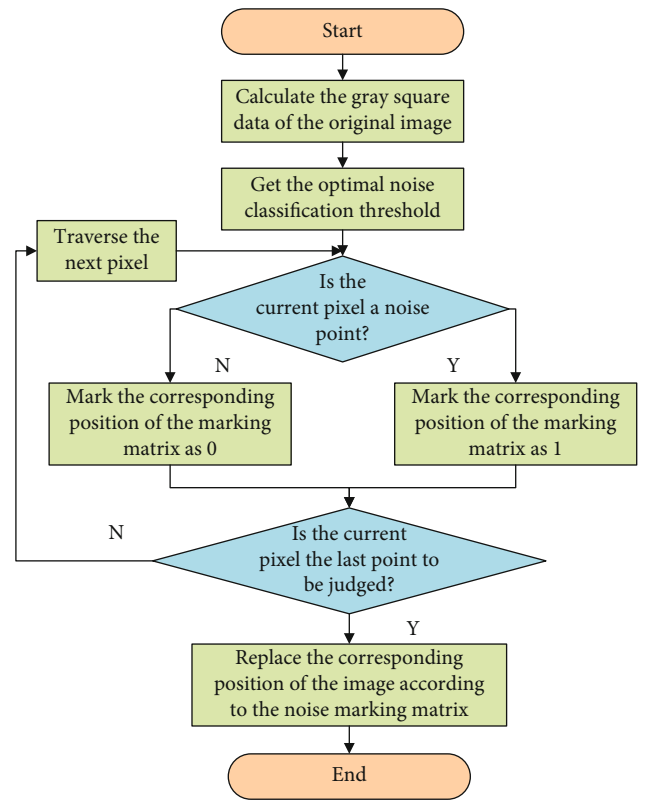 Start
Calculate the gray square
data of the original image
Get the optimal noise
classification threshold
Traverse the
next pixel
Is the
current pixel a noise
point?
N
Y
Mark the corresponding
position of the marking
matrix as 0
Mark the corresponding
position of the marking
matrix as 1
N
Is the current
pixel the last point to
be judged?
Y
Replace the corresponding
position of the image according
to the noise marking matrix
End